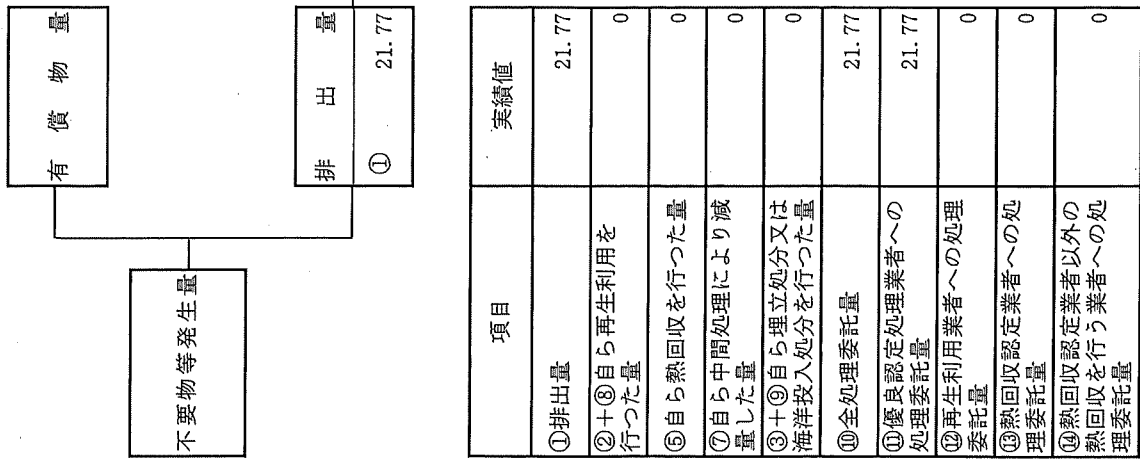 有償物量
不要物等発生量
排出量
① 21.77
項目 実績値
①排出量 21.77
②+⑧自ら再生利用を
行つた量 0
⑤自ら熱回収を行つた量 0
⑦自ら中間処理により減
量した量 0
③+⑨自ら埋立処分又は
海洋投入処分を行つた量 0
⑩全処理委託量 21.77
⑪優良認定処理業者への
処理委託量 21.77
⑫再生利用業者への処理
委託量 0
⑬熱回収認定業者への処
理委託量 0
⑭熱回収認定業者以外の
熱回収を行う業者への処
理委託量 0